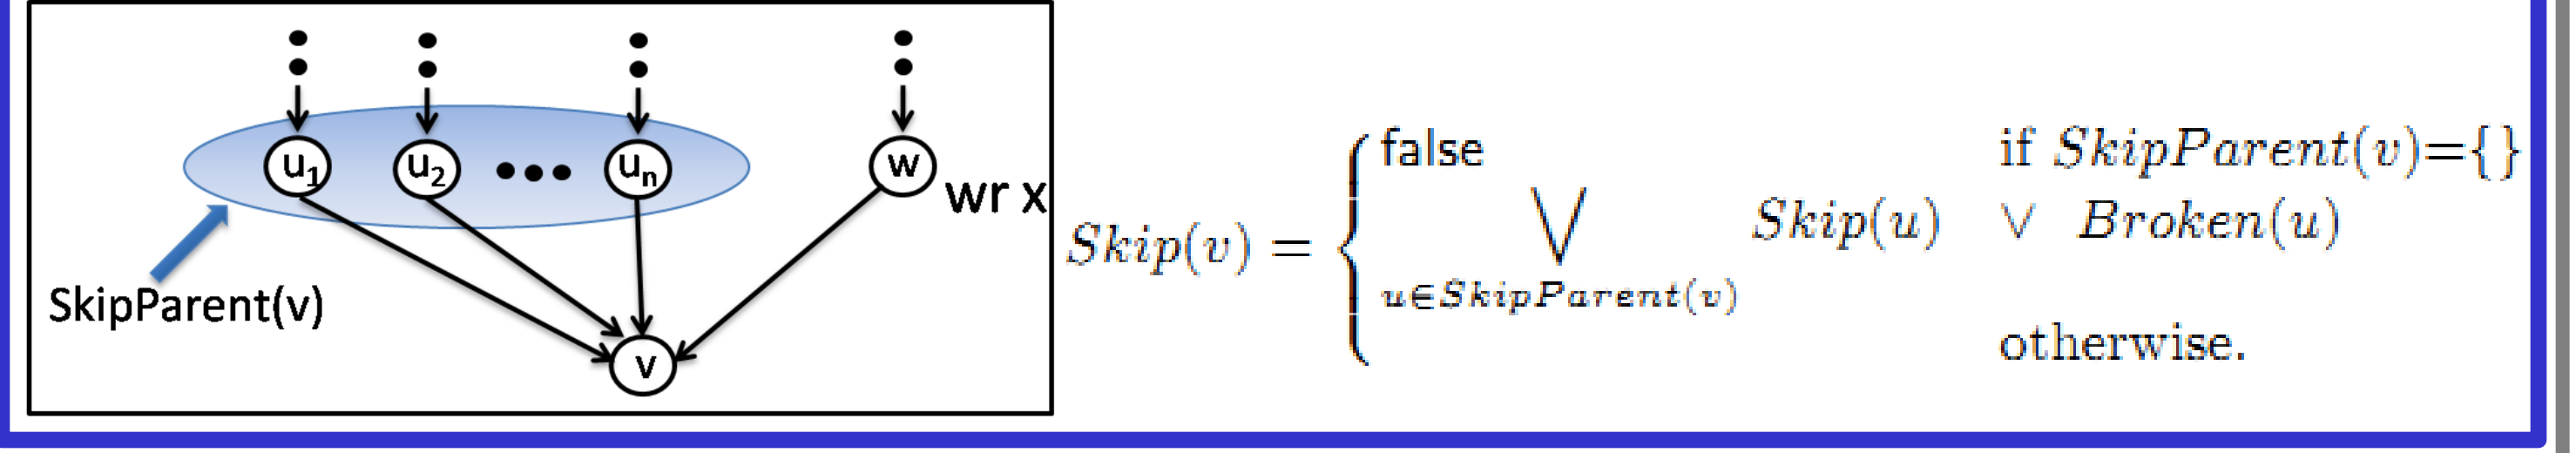 u₁ u₂ uₙ w
wr x
SkipParent(v)
v
Skip(v) = { false if SkipParent(v)={}
⋁ u∈SkipParent(v) Skip(u) ∨ Broken(u)
otherwise.